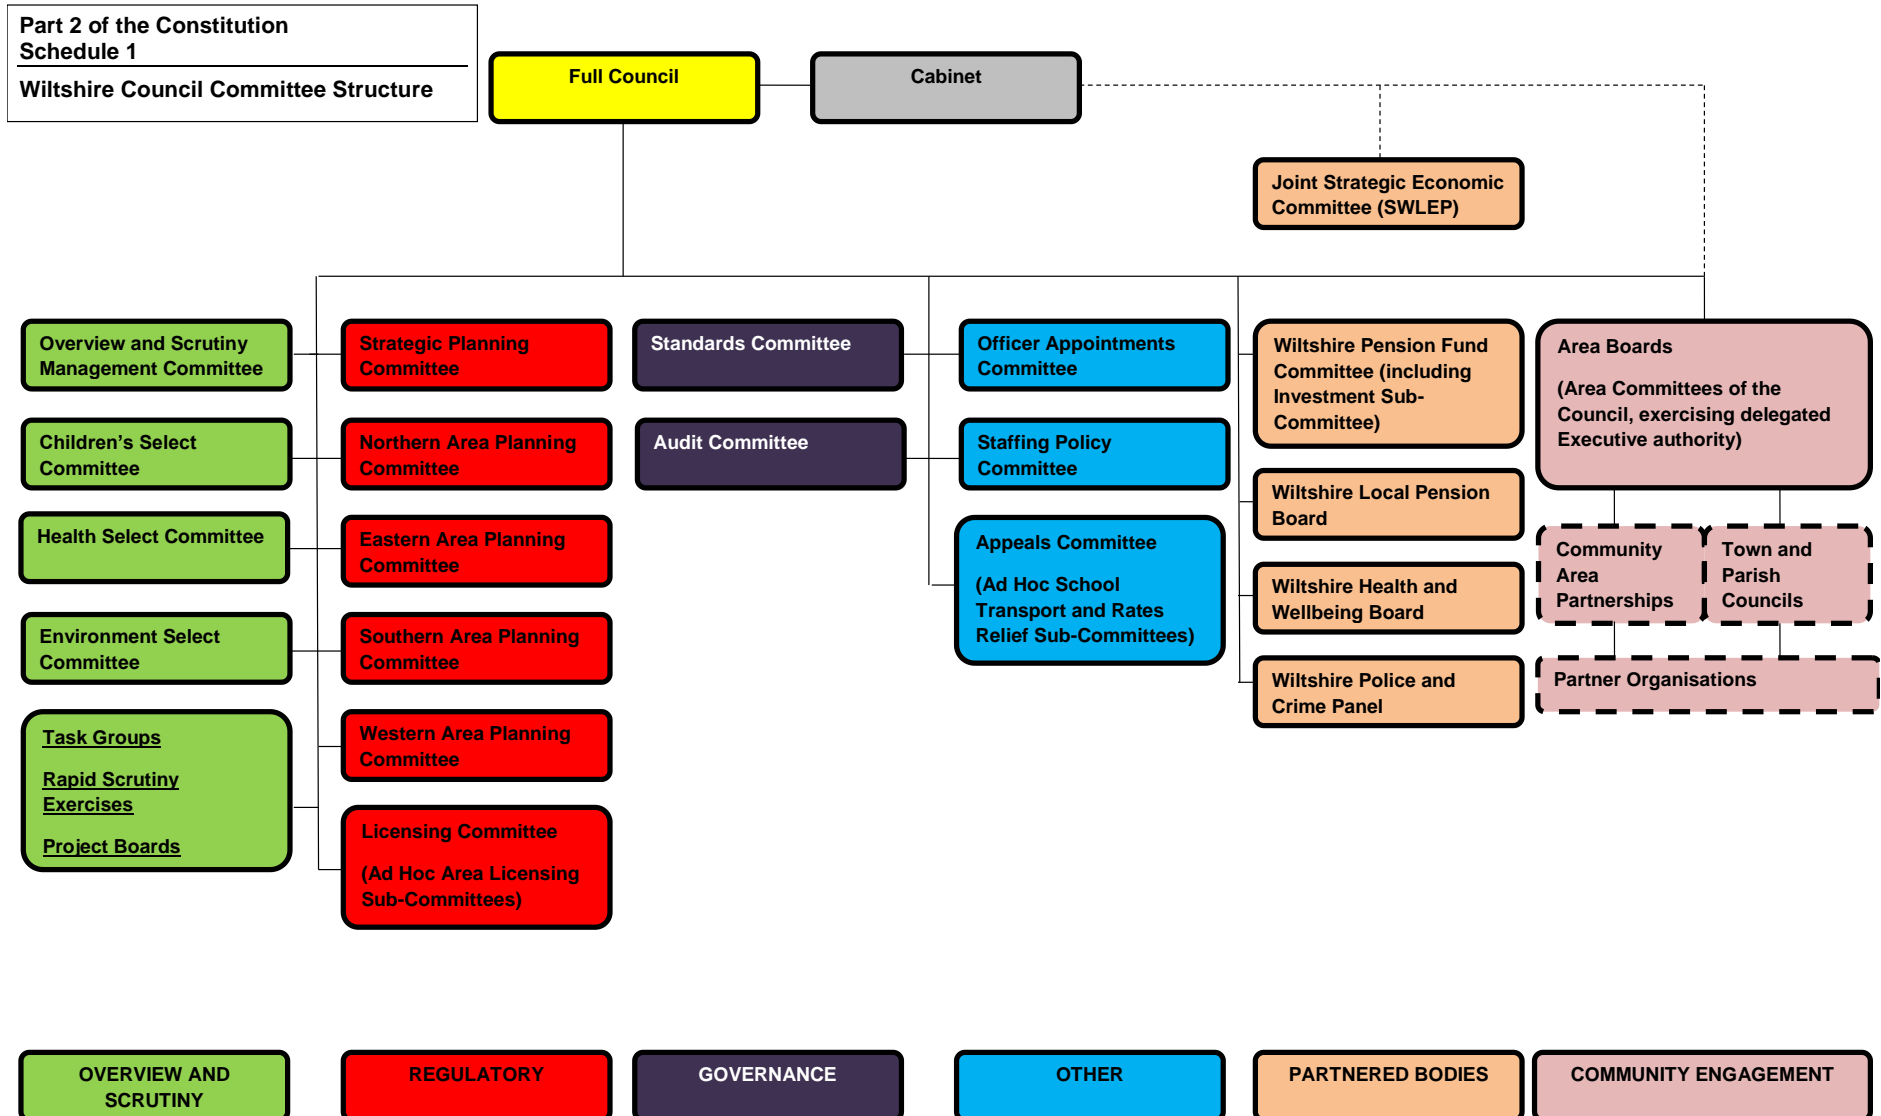 Part 2 of the Constitution
Schedule 1
Wiltshire Council Committee Structure
Full Council
Cabinet
Joint Strategic Economic
Committee (SWLEP)
Overview and Scrutiny
Management Committee
Children’s Select
Committee
Health Select Committee
Environment Select
Committee
Task Groups
Rapid Scrutiny
Exercises
Project Boards
Strategic Planning
Committee
Northern Area Planning
Committee
Eastern Area Planning
Committee
Southern Area Planning
Committee
Western Area Planning
Committee
Licensing Committee
(Ad Hoc Area Licensing
Sub-Committees)
Standards Committee
Audit Committee
Officer Appointments
Committee
Staffing Policy
Committee
Appeals Committee
(Ad Hoc School
Transport and Rates
Relief Sub-Committees)
Wiltshire Pension Fund
Committee (including
Investment Sub-
Committee)
Wiltshire Local Pension
Board
Wiltshire Health and
Wellbeing Board
Wiltshire Police and
Crime Panel
Area Boards
(Area Committees of the
Council, exercising delegated
Executive authority)
Community
Area
Partnerships
Town and
Parish
Councils
Partner Organisations
OVERVIEW AND
SCRUTINY
REGULATORY
GOVERNANCE
OTHER
PARTNERED BODIES
COMMUNITY ENGAGEMENT